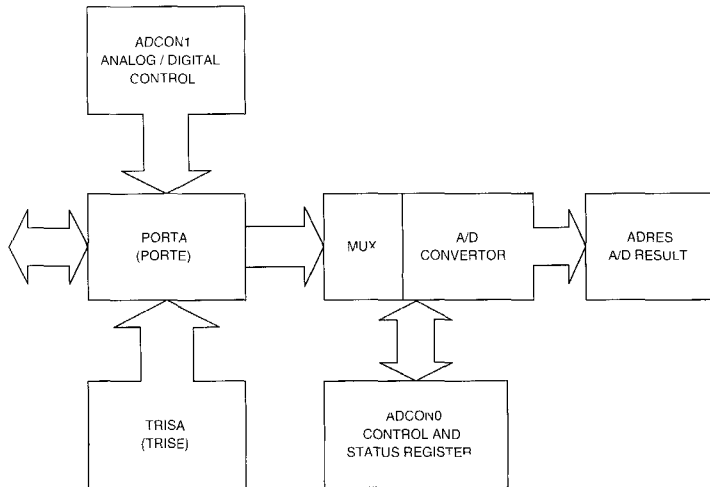 ADCON1
ANALOG / DIGITAL
CONTROL
PORTA
(PORTE)
MUX
A/D
CONVERTOR
ADRES
A/D RESULT
TRISA
(TRISE)
ADCON0
CONTROL AND
STATUS REGISTER